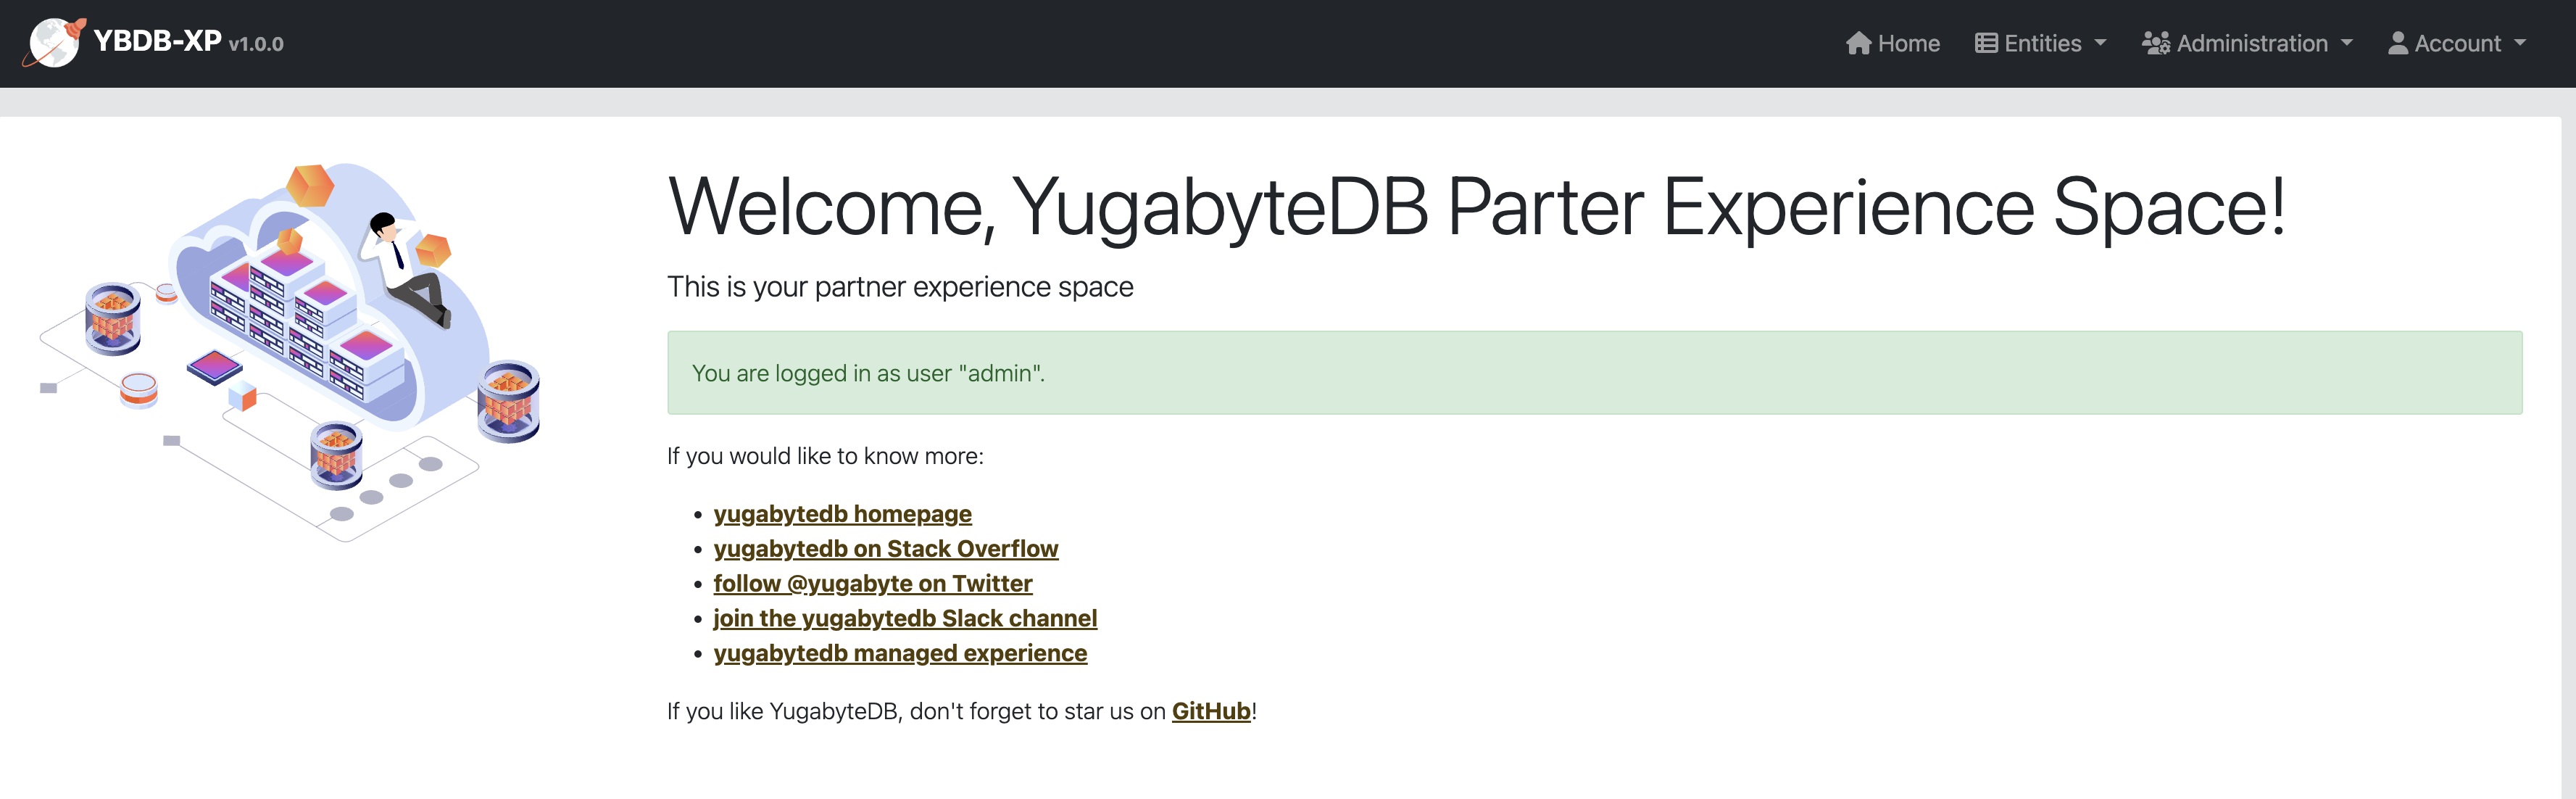 YBDB-XP v1.0.0
Home Entities Administration Account
Welcome, YugabyteDB Parter Experience Space!
This is your partner experience space
You are logged in as user "admin".
If you would like to know more:
yugabytedb homepage
yugabytedb on Stack Overflow
follow @yugabyte on Twitter
join the yugabytedb Slack channel
yugabytedb managed experience
If you like YugabyteDB, don't forget to star us on GitHub!